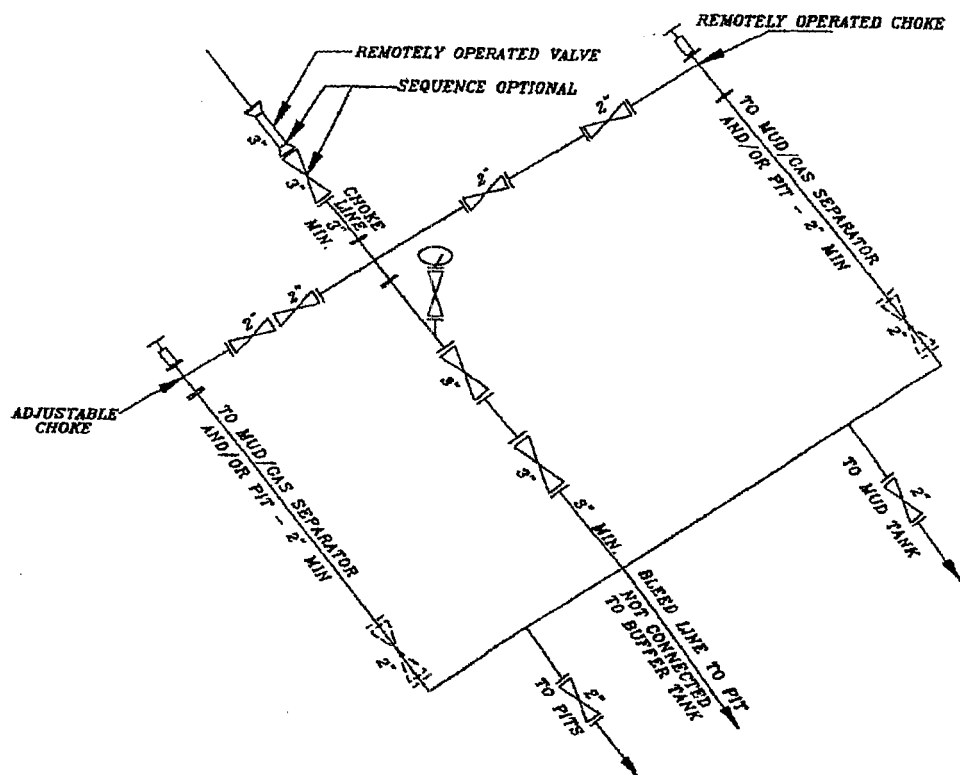 REMOTELY OPERATED CHOKE
REMOTELY OPERATED VALVE
SEQUENCE OPTIONAL
3"
3"
CHOKE
LINE
3"
MIN.
2"
2"
TO MUD/GAS SEPARATOR
AND/OR PIT - 2" MIN
2"
2"
2"
ADJUSTABLE
CHOKE
TO MUD/GAS SEPARATOR
AND/OR PIT - 2" MIN
2"
3"
3"
3" MIN.
BLEED LINE TO PIT
NOT CONNECTED
TO BUFFER TANK
2"
TO MUD TANK
2"
TO PITS